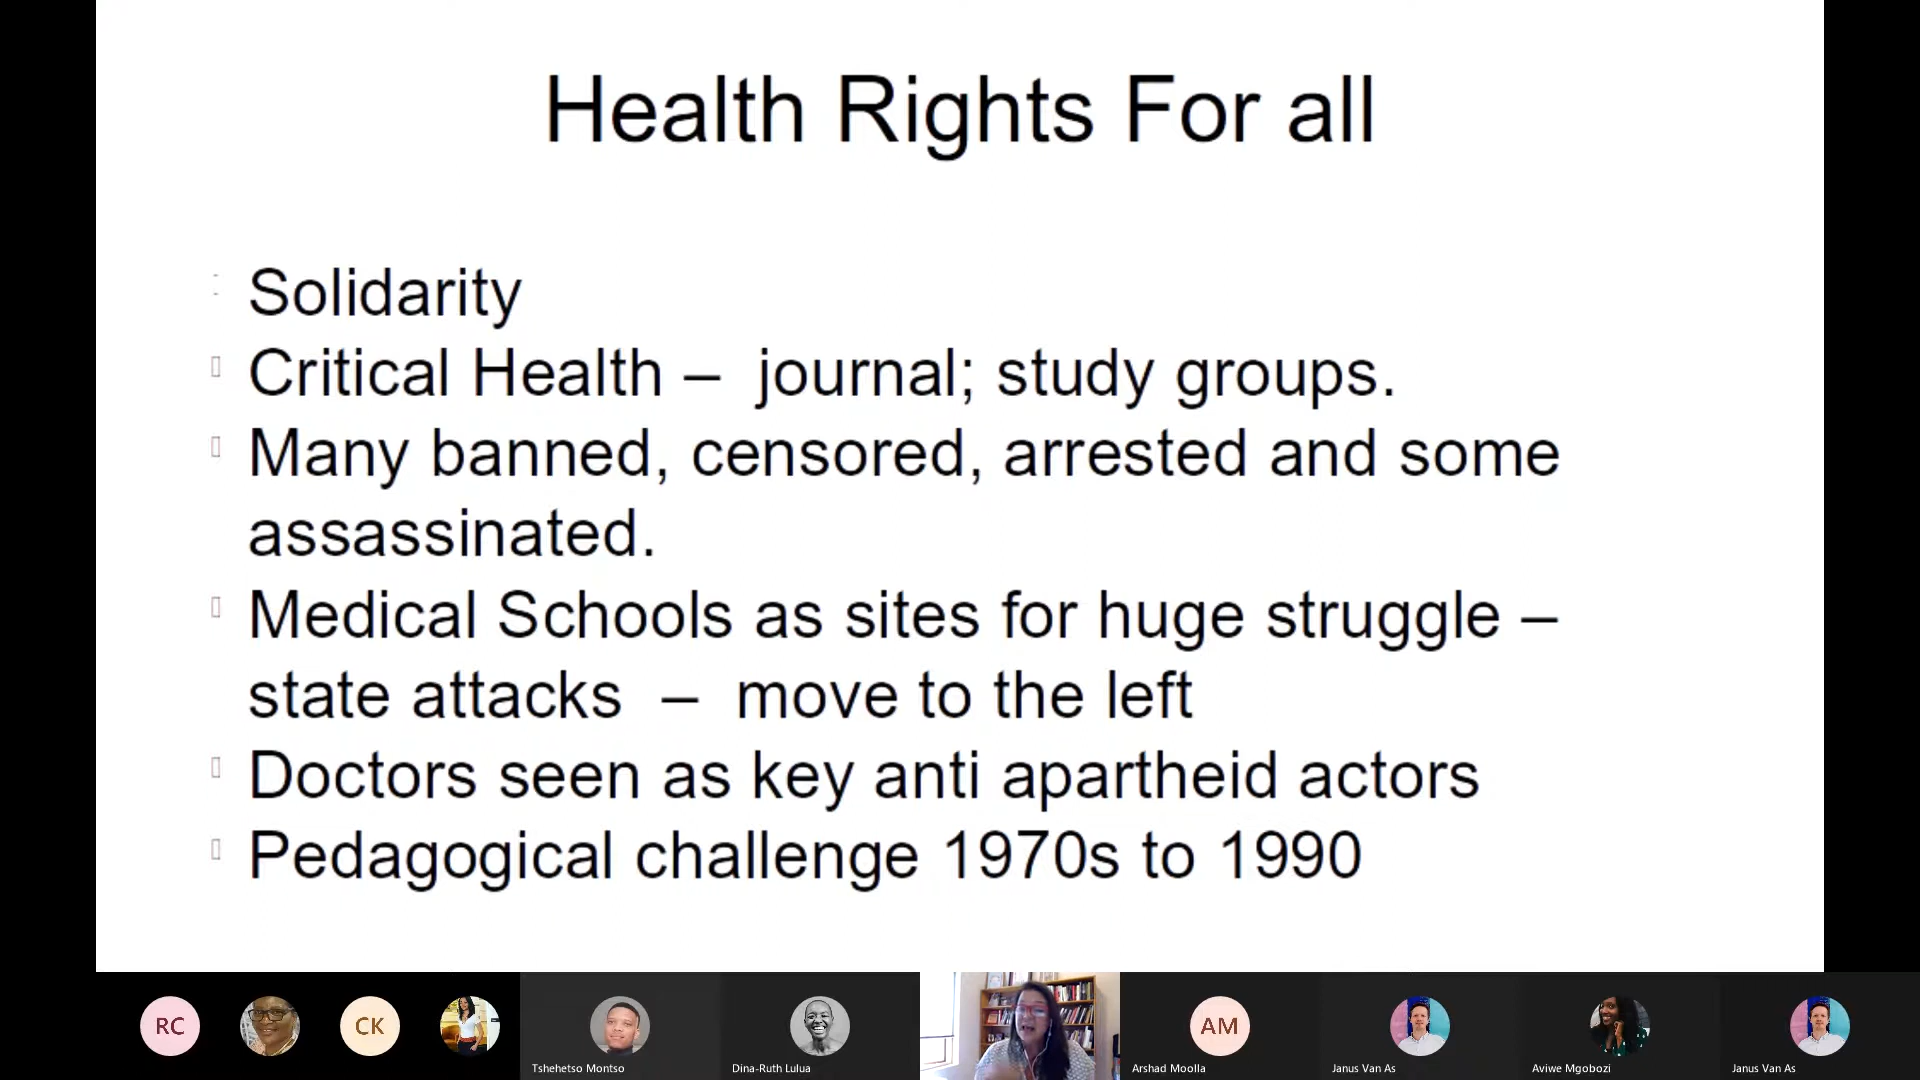 Health Rights For all
Solidarity
Critical Health – journal; study groups.
Many banned, censored, arrested and some
assassinated.
Medical Schools as sites for huge struggle –
state attacks – move to the left
Doctors seen as key anti apartheid actors
Pedagogical challenge 1970s to 1990
RC
CK
AM
Tshehetso Montso
Dina-Ruth Lulua
Arshad Moolla
Janus Van As
Aviwe Mgobozi
Janus Van As